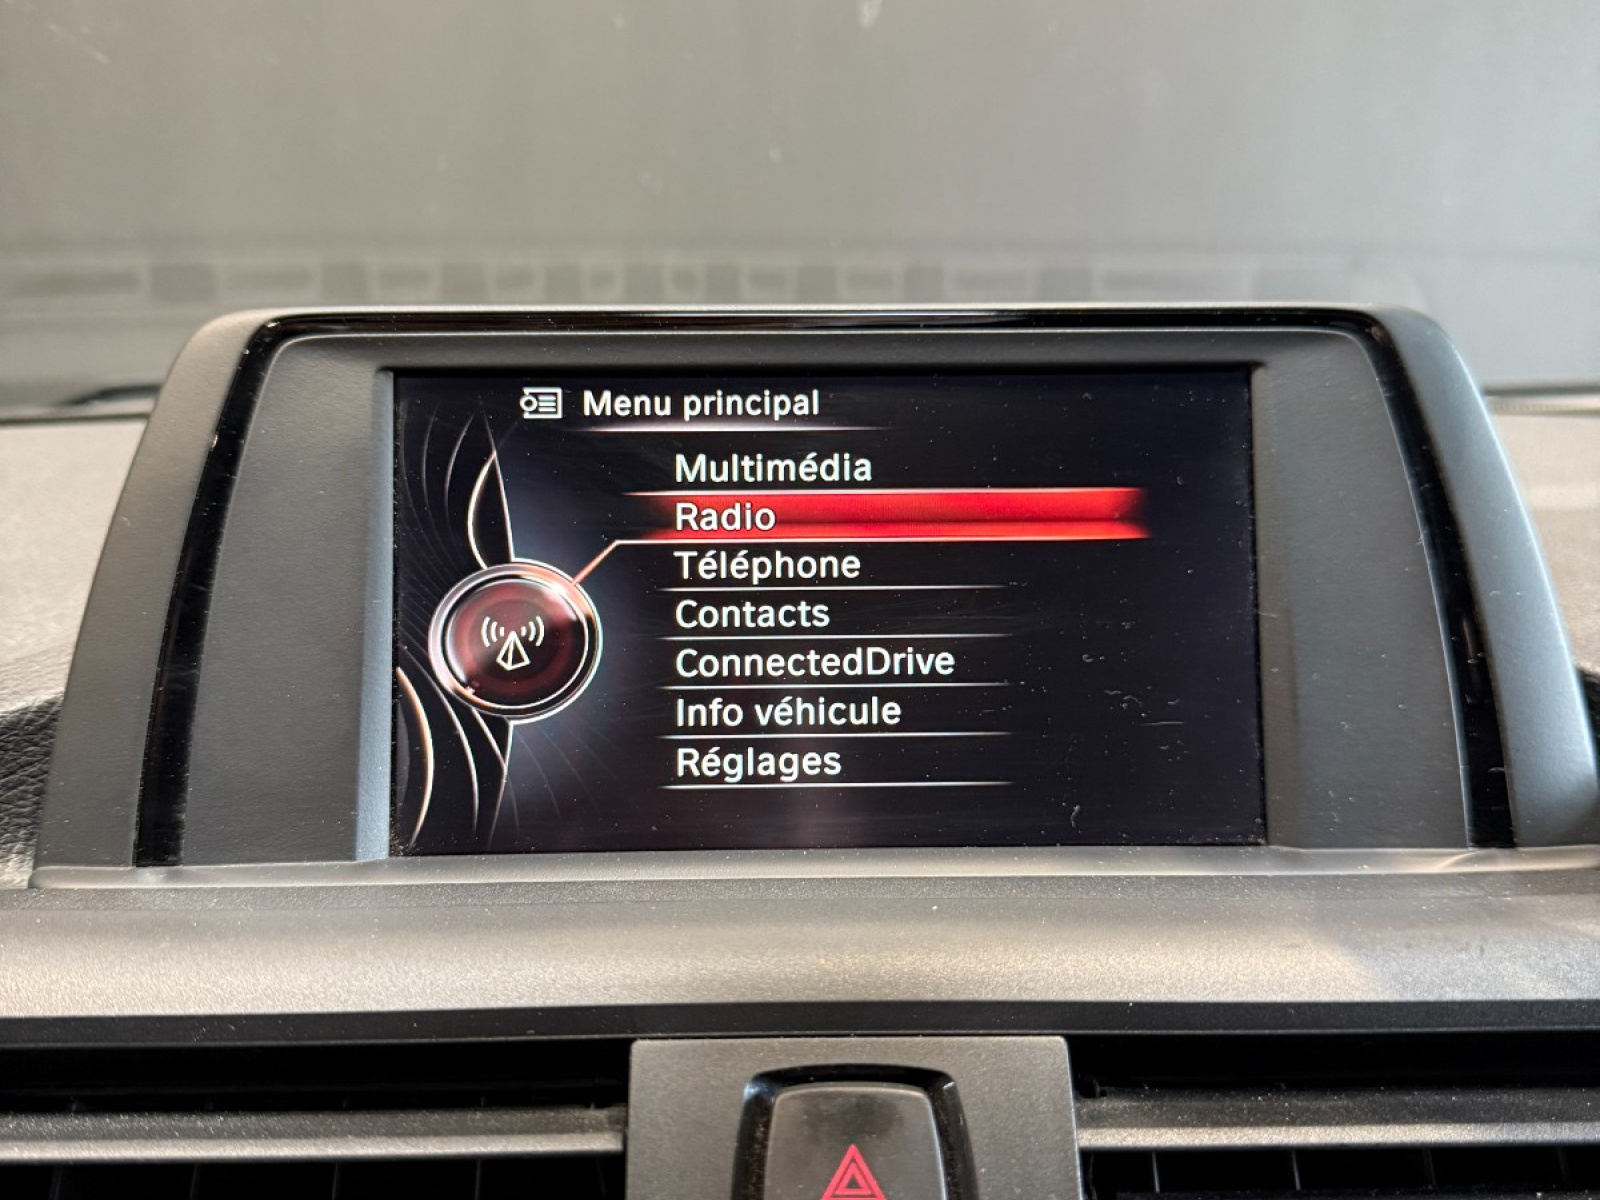 Menu principal
Multimédia
Radio
Téléphone
Contacts
ConnectedDrive
Info véhicule
Réglages